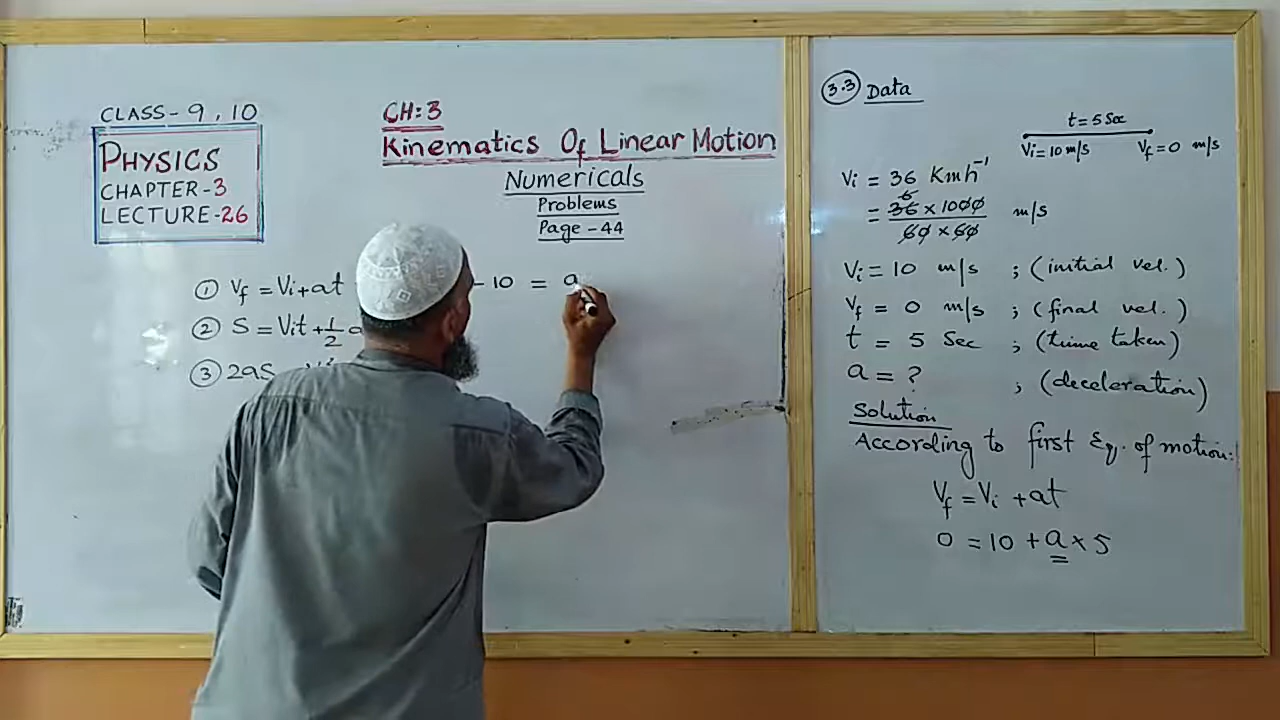 CLASS-9,10
PHYSICS
CHAPTER-3
LECTURE-26
CH:3
Kinematics Of Linear Motion
Numericals
Problems
Page-44
① Vf = Vi+at
② S = Vit + 1/2 a
③ 2aS
- 10 = a
3.3 Data
t = 5 Sec
Vi = 10 m/s Vf = 0 m/s
Vi = 36 Kmh⁻¹
6
= 36 × 1000 / 60 × 60 m/s
Vi = 10 m/s ; (initial vel.)
Vf = 0 m/s ; (final vel.)
t = 5 Sec ; (time taken)
a = ? ; (deceleration)
Solution
According to first Eq. of motion:
Vf = Vi + at
0 = 10 + a × 5